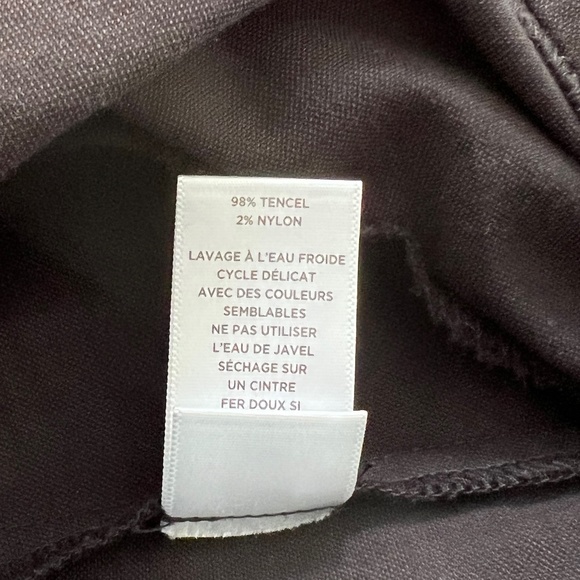 98% TENCEL
2% NYLON
LAVAGE À L'EAU FROIDE
CYCLE DÉLICAT
AVEC DES COULEURS
SEMBLABLES
NE PAS UTILISER
L'EAU DE JAVEL
SÉCHAGE SUR
UN CINTRE
FER DOUX SI